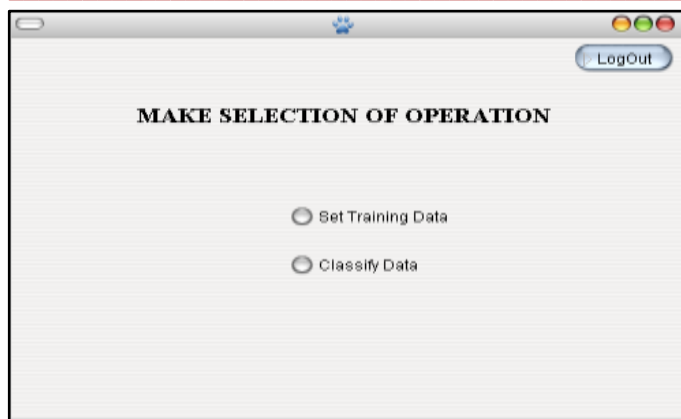 LogOut
MAKE SELECTION OF OPERATION
Set Training Data
Classify Data